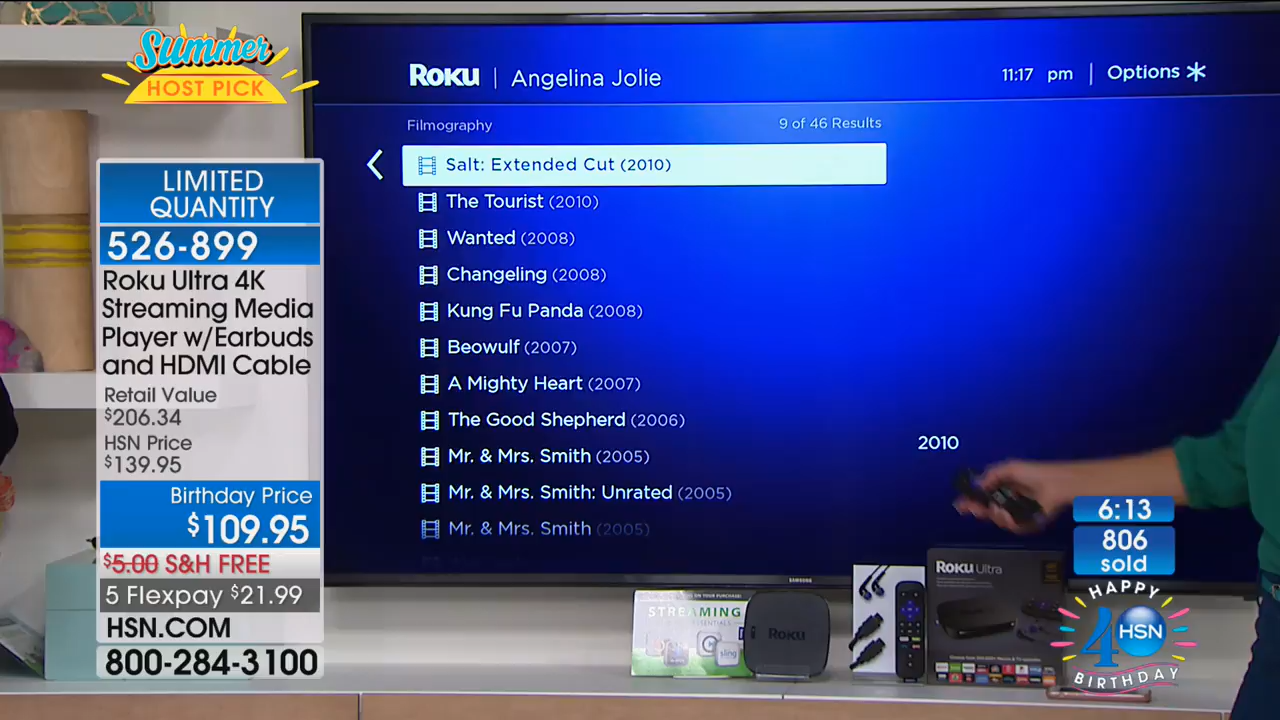 Summer
HOST PICK
LIMITED
QUANTITY
526-899
Roku Ultra 4K
Streaming Media
Player w/Earbuds
and HDMI Cable
Retail Value
$206.34
HSN Price
$139.95
Birthday Price
$109.95
$5.00 S&H FREE
5 Flexpay $21.99
HSN.COM
800-284-3100
Roku | Angelina Jolie
11:17 pm | Options
Filmography
9 of 46 Results
Salt: Extended Cut (2010)
The Tourist (2010)
Wanted (2008)
Changeling (2008)
Kung Fu Panda (2008)
Beowulf (2007)
A Mighty Heart (2007)
The Good Shepherd (2006)
Mr. & Mrs. Smith (2005)
Mr. & Mrs. Smith: Unrated (2005)
Mr. & Mrs. Smith (2005)
2010
SAMSUNG
STREAMING
sling
Roku
Roku Ultra
6:13
806
sold
HAPPY
40 HSN
BIRTHDAY